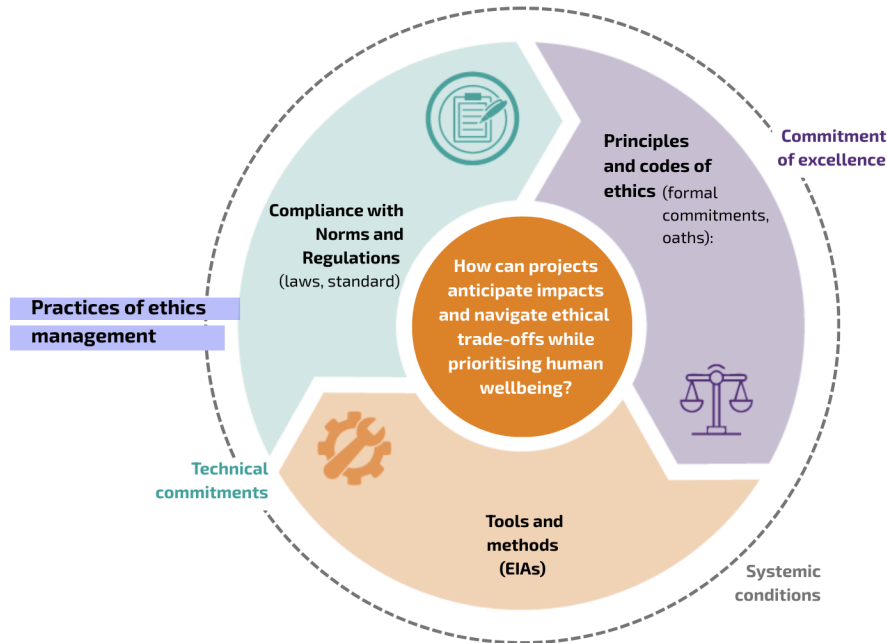 Commitment
of excellence
Principles
and codes of
ethics (formal
commitments,
oaths):
Compliance with
Norms and
Regulations
(laws, standard)
How can projects
anticipate impacts
and navigate ethical
trade-offs while
prioritising human
wellbeing?
Practices of ethics
management
Technical
commitments
Tools and
methods
(EIAs)
Systemic
conditions